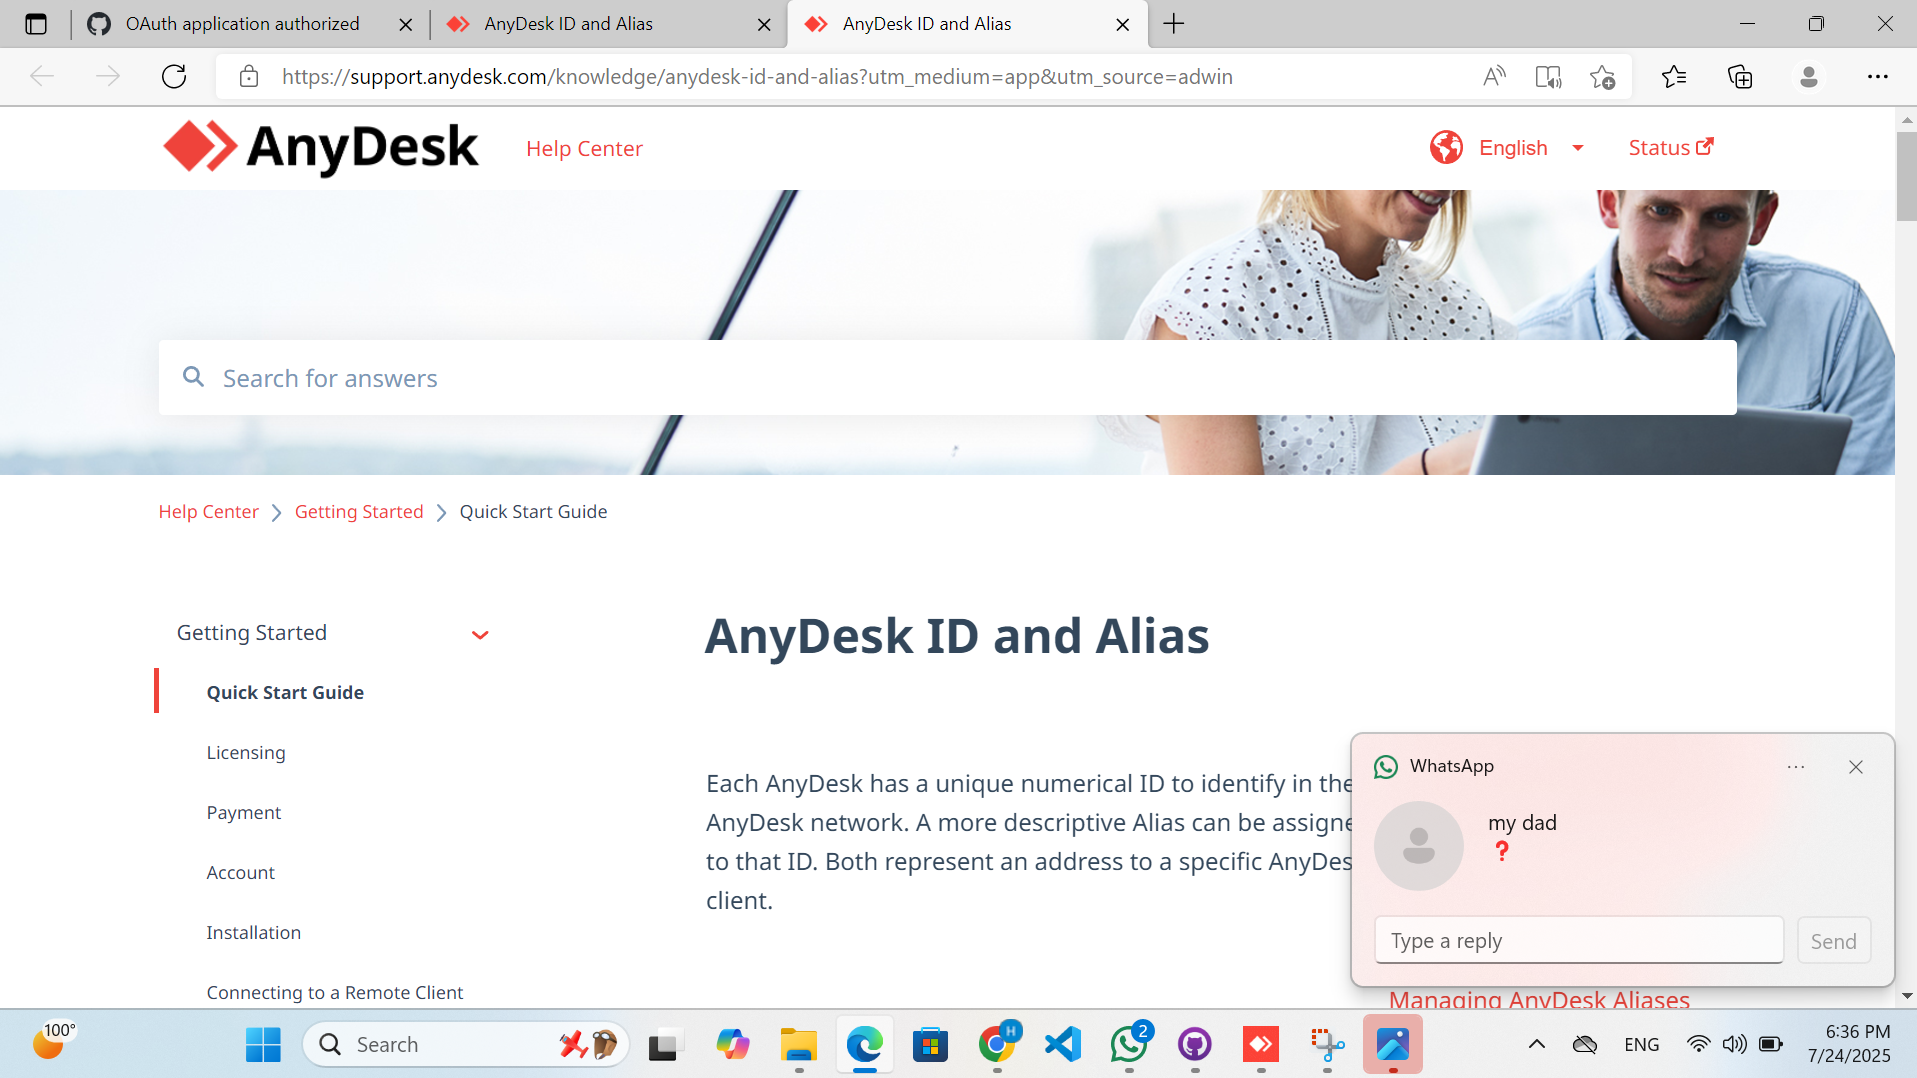 OAuth application authorized
AnyDesk ID and Alias
AnyDesk ID and Alias
https://support.anydesk.com/knowledge/anydesk-id-and-alias?utm_medium=app&utm_source=adwin
AnyDesk
Help Center
English
Status
Search for answers
Help Center
Getting Started
Quick Start Guide
Getting Started
Quick Start Guide
Licensing
Payment
Account
Installation
Connecting to a Remote Client
AnyDesk ID and Alias
Each AnyDesk has a unique numerical ID to identify in the
AnyDesk network. A more descriptive Alias can be assigne
to that ID. Both represent an address to a specific AnyDes
client.
Managing AnyDesk Aliases
WhatsApp
my dad
❓
Type a reply
Send
100°
Search
H
2
ENG
6:36 PM
7/24/2025